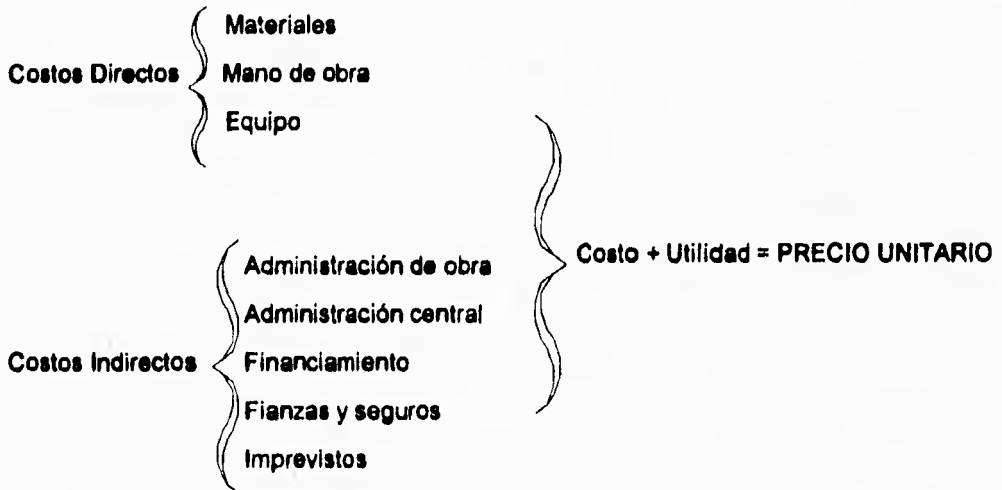 Costos Directos
Materiales
Mano de obra
Equipo
Costos Indirectos
Administración de obra
Administración central
Financiamiento
Fianzas y seguros
Imprevistos
Costo + Utilidad = PRECIO UNITARIO